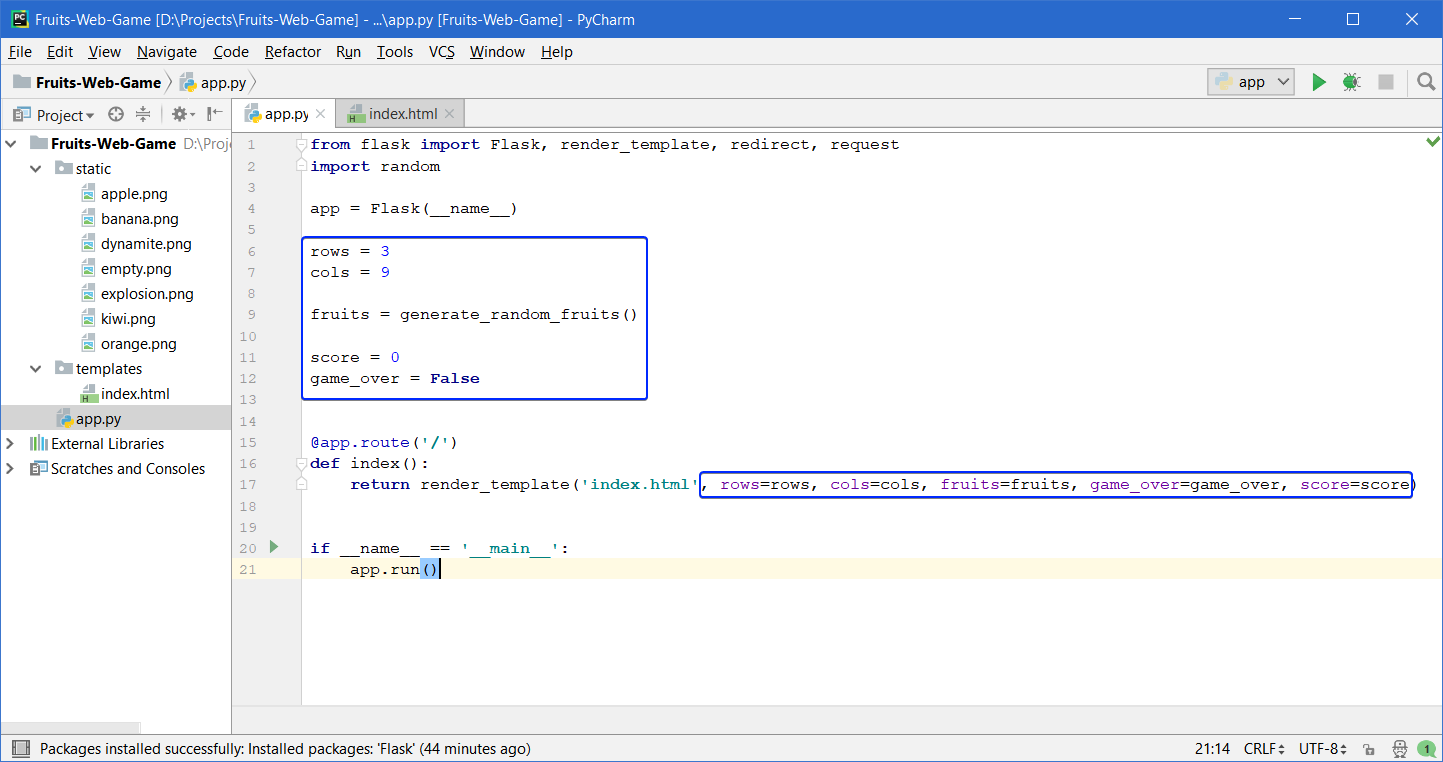 Fruits-Web-Game [D:\Projects\Fruits-Web-Game] - ...\app.py [Fruits-Web-Game] - PyCharm
File Edit View Navigate Code Refactor Run Tools VCS Window Help
Fruits-Web-Game app.py app
Project app.py index.html
Fruits-Web-Game D:\Proj
static
apple.png
banana.png
dynamite.png
empty.png
explosion.png
kiwi.png
orange.png
templates
index.html
app.py
External Libraries
Scratches and Consoles
1 from flask import Flask, render_template, redirect, request
2 import random
3
4 app = Flask(__name__)
5
6 rows = 3
7 cols = 9
8
9 fruits = generate_random_fruits()
10
11 score = 0
12 game_over = False
13
14
15 @app.route('/')
16 def index():
17 return render_template('index.html', rows=rows, cols=cols, fruits=fruits, game_over=game_over, score=score)
18
19
20 if __name__ == '__main__':
21 app.run()
Packages installed successfully: Installed packages: 'Flask' (44 minutes ago) 21:14 CRLF UTF-8 1